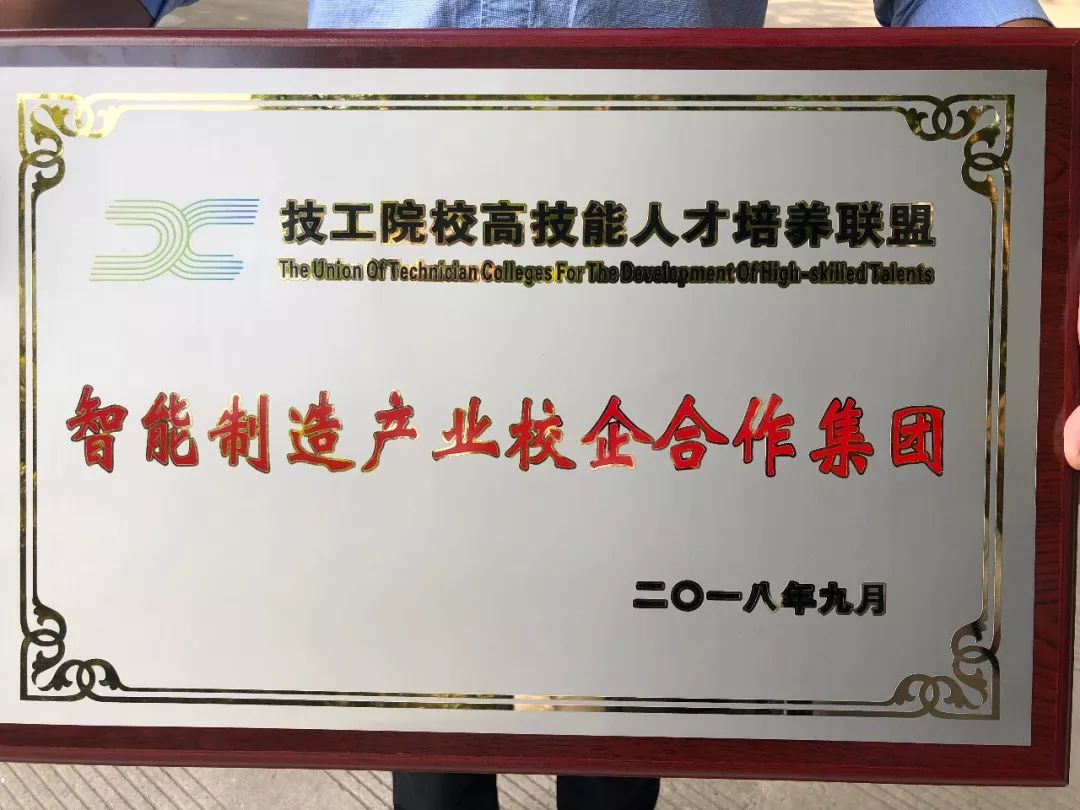 技工院校高技能人才培养联盟
The Union Of Technician Colleges For The Development Of High-skilled Talents
智能制造产业校企合作集团
二〇一八年九月